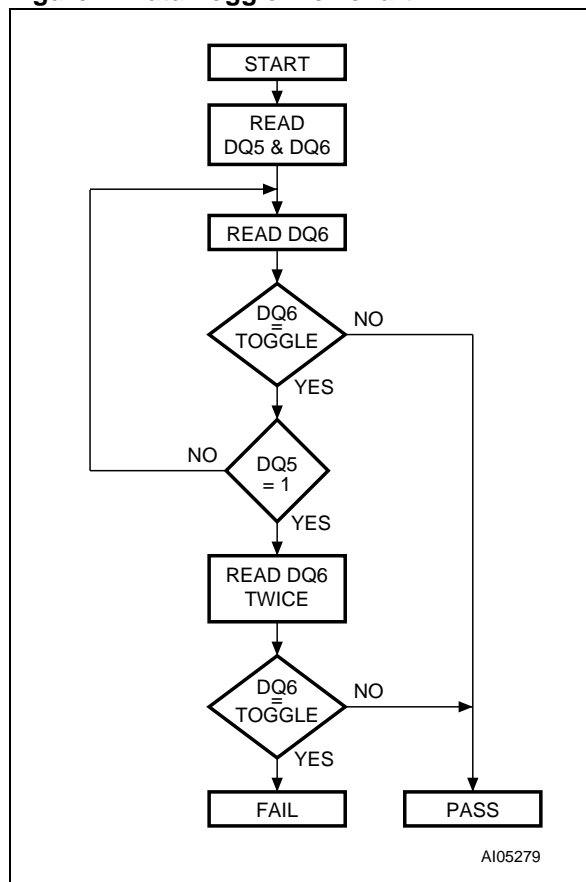 START
READ
DQ5 & DQ6
READ DQ6
DQ6
=
TOGGLE
NO
YES
NO
DQ5
= 1
YES
READ DQ6
TWICE
DQ6
=
TOGGLE
NO
YES
FAIL
PASS
AI05279